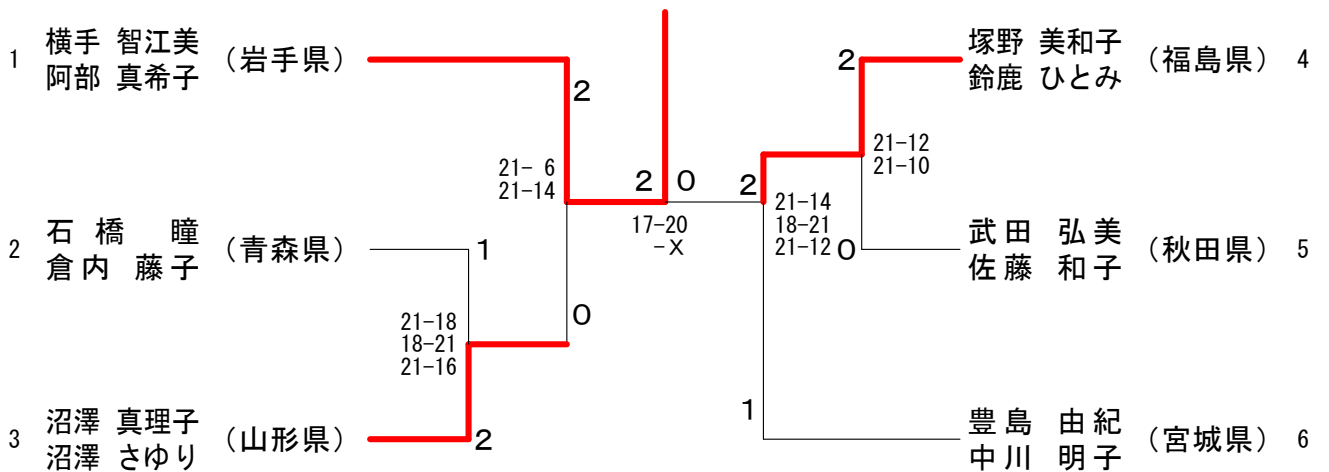 1 横手 智江美 (岩手県)
阿部 真希子
2
21- 6
21-14
2 石橋 瞳 (青森県)
倉内 藤子
1
21-18
18-21
21-16
0
3 沼澤 真理子 (山形県)
沼澤 さゆり
2
2 0
17-20
-X
塚野 美和子 (福島県) 4
鈴鹿 ひとみ
2
21-12
21-10
2
21-14
18-21
21-12
0
武田 弘美 (秋田県) 5
佐藤 和子
1
豊島 由紀 (宮城県) 6
中川 明子